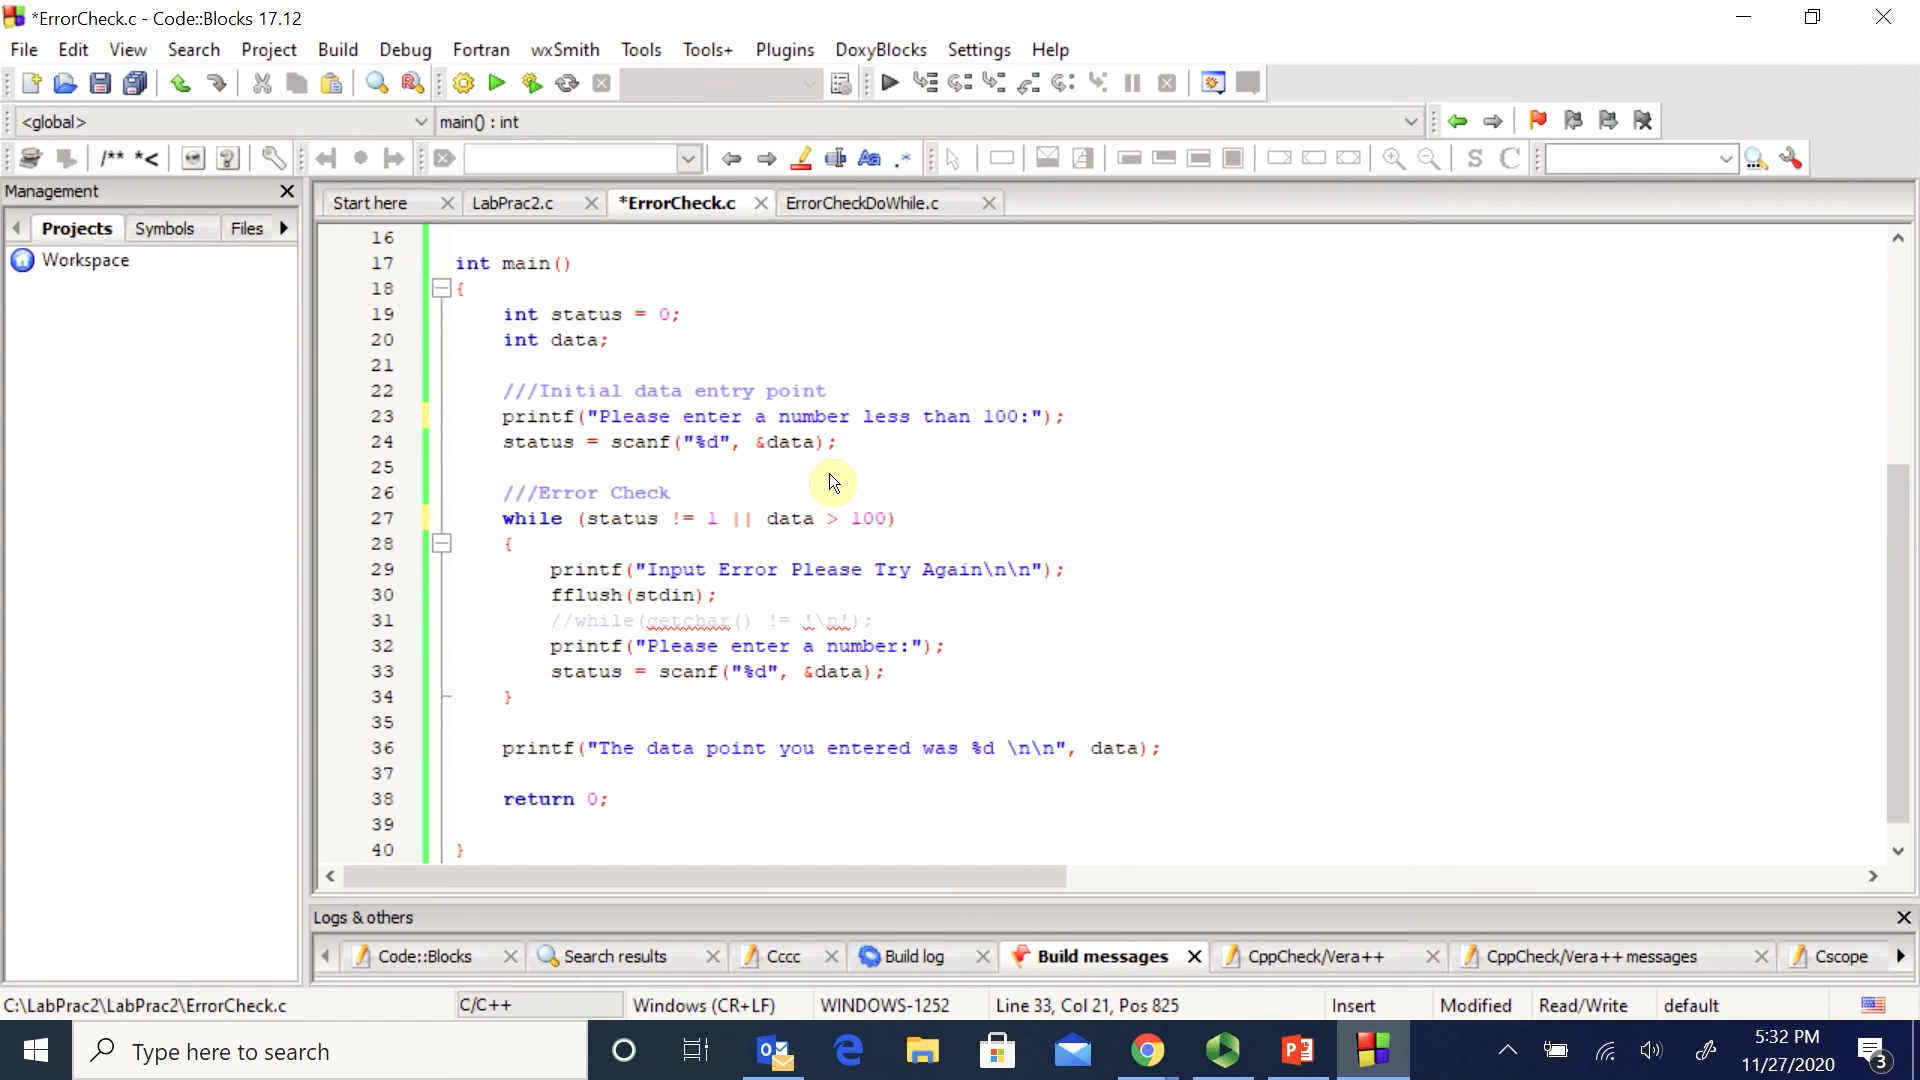 *ErrorCheck.c - Code::Blocks 17.12
File Edit View Search Project Build Debug Fortran wxSmith Tools Tools+ Plugins DoxyBlocks Settings Help
<global> main() : int
/** *< Aa .* S C
Management
Start here LabPrac2.c *ErrorCheck.c ErrorCheckDoWhile.c
Projects Symbols Files
Workspace
16
17 int main()
18 {
19 int status = 0;
20 int data;
21
22 ///Initial data entry point
23 printf("Please enter a number less than 100:");
24 status = scanf("%d", &data);
25
26 ///Error Check
27 while (status != 1 || data > 100)
28 {
29 printf("Input Error Please Try Again\n\n");
30 fflush(stdin);
31 //while(getchar() != '\n');
32 printf("Please enter a number:");
33 status = scanf("%d", &data);
34 }
35
36 printf("The data point you entered was %d \n\n", data);
37
38 return 0;
39
40 }
Logs & others
Code::Blocks Search results Cccc Build log Build messages CppCheck/Vera++ CppCheck/Vera++ messages Cscope
C:\LabPrac2\LabPrac2\ErrorCheck.c C/C++ Windows (CR+LF) WINDOWS-1252 Line 33, Col 21, Pos 825 Insert Modified Read/Write default
Type here to search
5:32 PM
11/27/2020
3